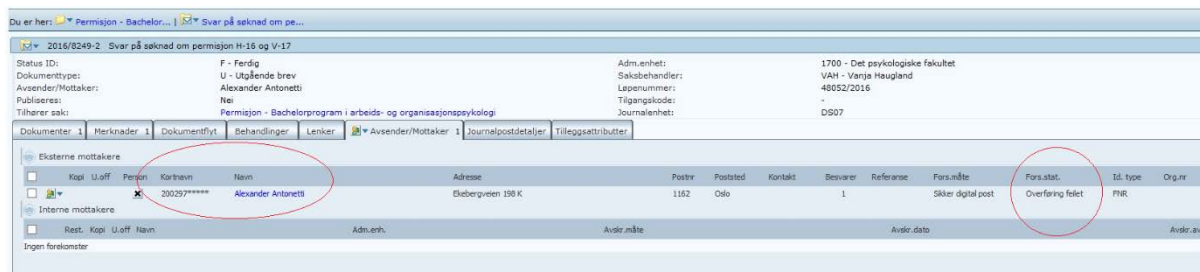 Du er her: Permisjon - Bachelor... | Svar på søknad om pe...
2016/8249-2 Svar på søknad om permisjon H-16 og V-17
Status ID: F - Ferdig Adm.enhet: 1700 - Det psykologiske fakultet
Dokumenttype: U - Utgående brev Saksbehandler: VAH - Vanja Haugland
Avsender/Mottaker: Alexander Antonetti Løpenummer: 48052/2016
Publiseres: Nei Tilgangskode: -
Tilhører sak: Permisjon - Bachelorprogram i arbeids- og organisasjonspsykologi Journalenhet: DS07
Dokumenter 1 Merknader 1 Dokumentflyt Behandlinger Lenker Avsender/Mottaker 1 Journalpostdetaljer Tilleggsattributter
Eksterne mottakere
Kopi U.off Person Kortnavn Navn Adresse Postnr Poststed Kontakt Besvarer Referanse Fors.måte Fors.stat. Id. type Org.nr
200297***** Alexander Antonetti Ekebergveien 198 K 1162 Oslo 1 Sikker digital post Overføring feilet FNR
Interne mottakere
Rest. Kopi U.off Navn Adm.enh. Avskr.måte Avskr.dato Avskr.av
Ingen forekomster